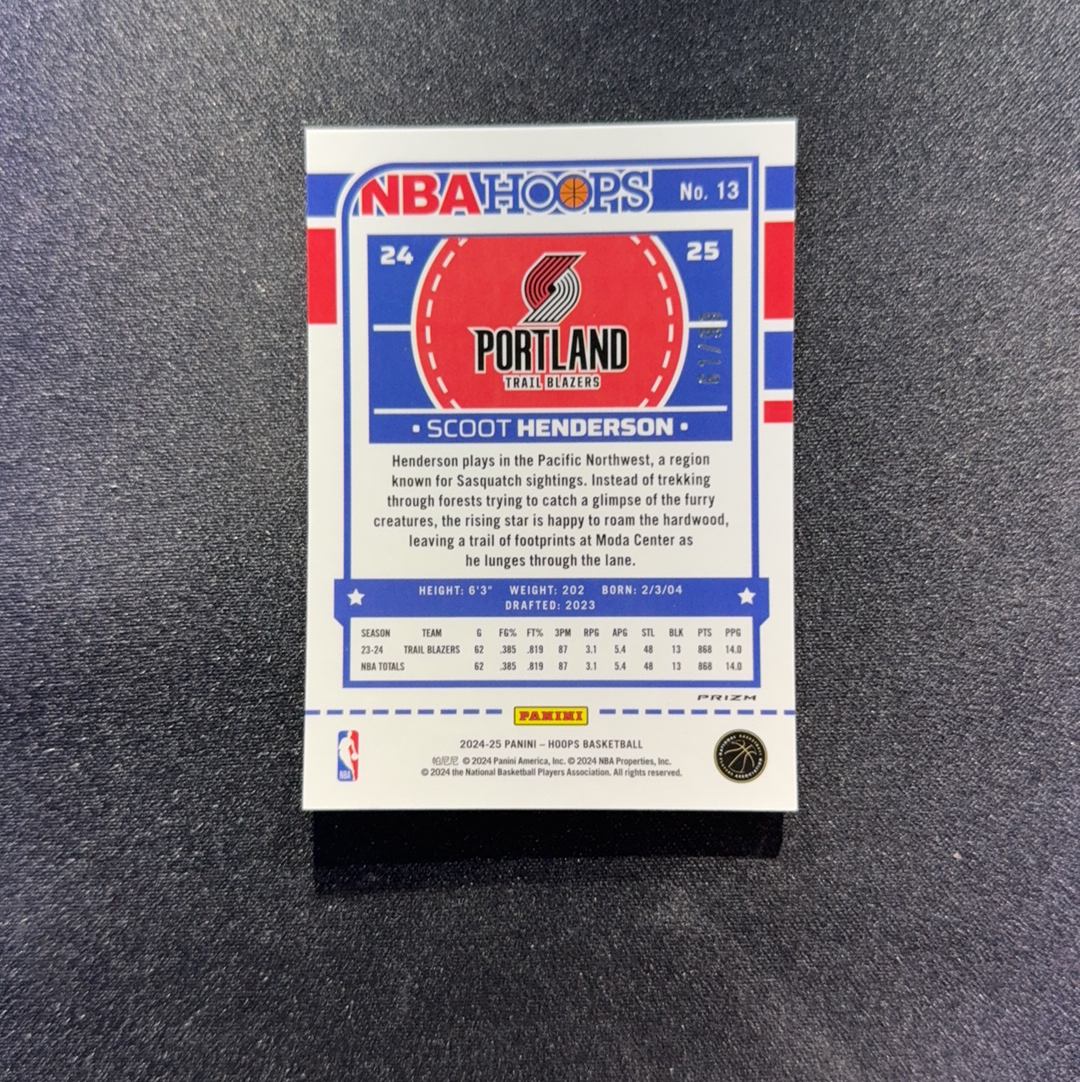 NBA HOOPS No. 13
24 25
PORTLAND
TRAIL BLAZERS
• SCOOT HENDERSON •
Henderson plays in the Pacific Northwest, a region
known for Sasquatch sightings. Instead of trekking
through forests trying to catch a glimpse of the furry
creatures, the rising star is happy to roam the hardwood,
leaving a trail of footprints at Moda Center as
he lunges through the lane.
HEIGHT: 6'3" WEIGHT: 202 BORN: 2/3/04
DRAFTED: 2023
SEASON TEAM G FG% FT% 3PM RPG APG STL BLK PTS PPG
23-24 TRAIL BLAZERS 62 .385 .819 87 3.1 5.4 48 13 868 14.0
NBA TOTALS 62 .385 .819 87 3.1 5.4 48 13 868 14.0
PRIZM
PANINI
2024-25 PANINI – HOOPS BASKETBALL
帕尼尼 © 2024 Panini America, Inc. © 2024 NBA Properties, Inc.
© 2024 the National Basketball Players Association. All rights reserved.
NBA
NATIONAL BASKETBALL PLAYERS ASSOCIATION